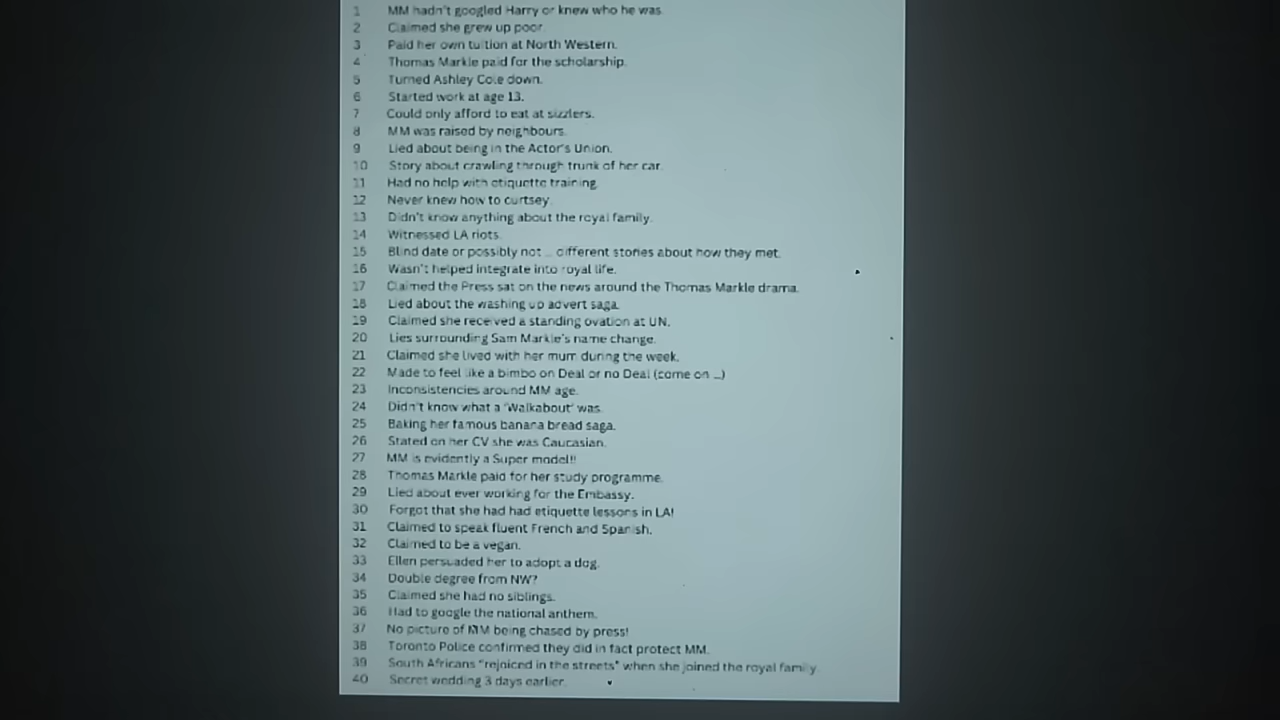 1 MM hadn't googled Harry or knew who he was.
2 Claimed she grew up poor.
3 Paid her own tuition at North Western.
4 Thomas Markle paid for the scholarship.
5 Turned Ashley Cole down.
6 Started work at age 13.
7 Could only afford to eat at sizzlers.
8 MM was raised by neighbours.
9 Lied about being in the Actor's Union.
10 Story about crawling through trunk of her car.
11 Had no help with etiquette training.
12 Never knew how to curtsey.
13 Didn't know anything about the royal family.
14 Witnessed LA riots.
15 Blind date or possibly not ... different stories about how they met.
16 Wasn't helped integrate into royal life.
17 Claimed the Press sat on the news around the Thomas Markle drama.
18 Lied about the washing up advert saga.
19 Claimed she received a standing ovation at UN.
20 Lies surrounding Sam Markle's name change.
21 Claimed she lived with her mum during the week.
22 Made to feel like a bimbo on Deal or no Deal (come on ...)
23 Inconsistencies around MM age.
24 Didn't know what a 'Walkabout' was.
25 Baking her famous banana bread saga.
26 Stated on her CV she was Caucasian.
27 MM is evidently a Super model!!
28 Thomas Markle paid for her study programme.
29 Lied about ever working for the Embassy.
30 Forgot that she had had etiquette lessons in LA!
31 Claimed to speak fluent French and Spanish.
32 Claimed to be a vegan.
33 Ellen persuaded her to adopt a dog.
34 Double degree from NW?
35 Claimed she had no siblings.
36 Had to google the national anthem.
37 No picture of MM being chased by press!
38 Toronto Police confirmed they did in fact protect MM.
39 South Africans "rejoiced in the streets" when she joined the royal family.
40 Secret wedding 3 days earlier.